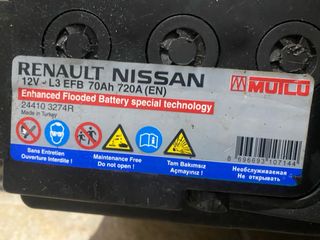 RENAULT NISSAN
MUTLU
12V - L3 EFB 70Ah 720A (EN)
Enhanced Flooded Battery special technology
24410 3274R
Made in Turkey
Sans Entretien
Ouverture Interdite !
Maintenance Free
Do not open !
Tam Bakımsız
Açmayınız !
8 696693 107144
Необслуживаемая
Не открывать